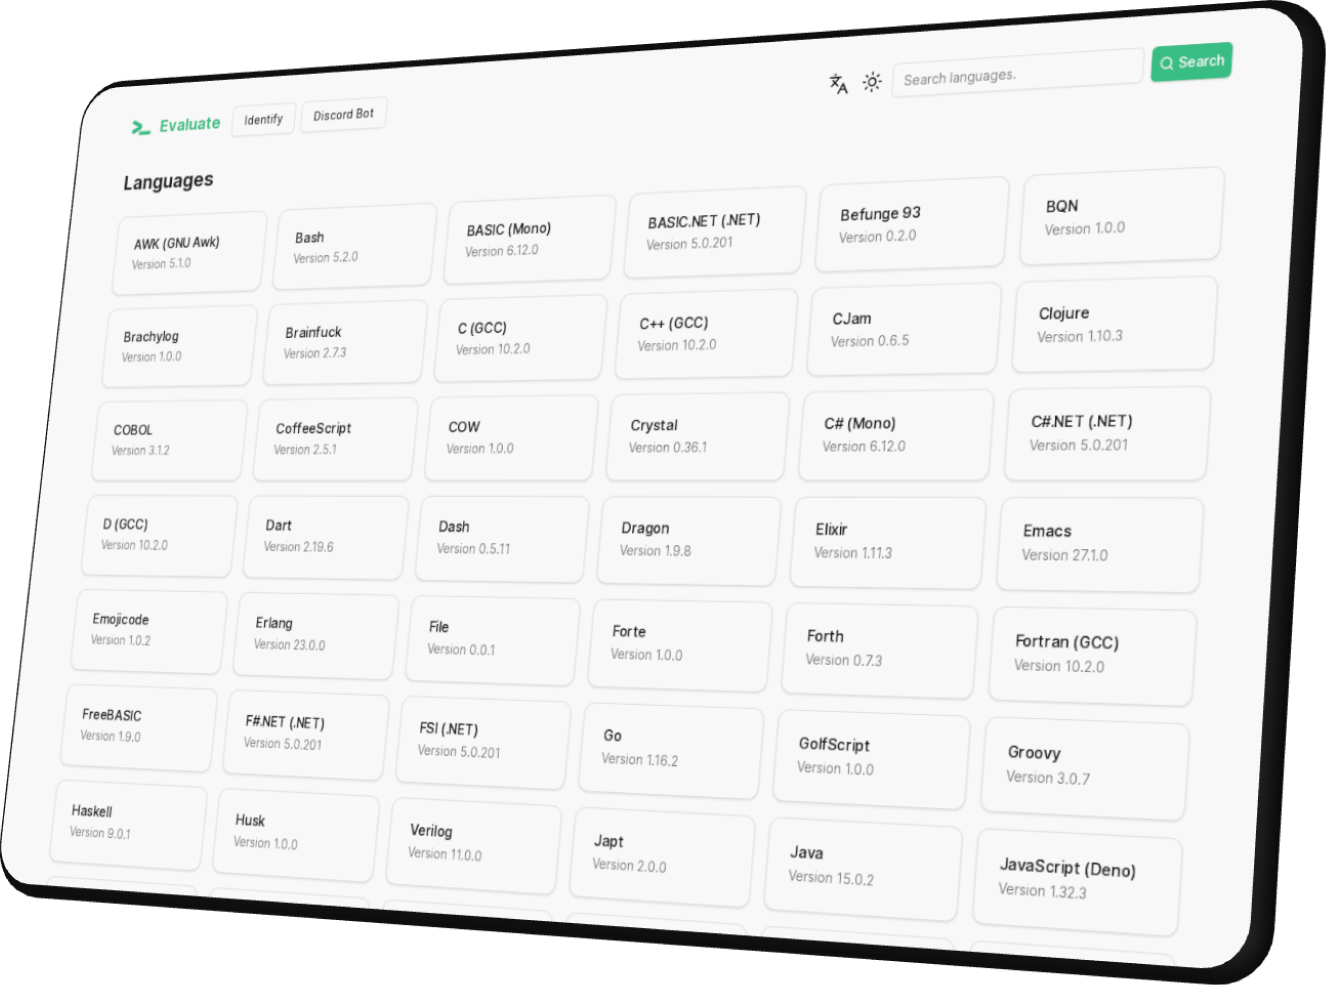 Evaluate
Identify
Discord Bot
Search languages.
Search
Languages
AWK (GNU Awk)
Version 5.1.0
Bash
Version 5.2.0
BASIC (Mono)
Version 6.12.0
BASIC.NET (.NET)
Version 5.0.201
Befunge 93
Version 0.2.0
BQN
Version 1.0.0
Brachylog
Version 1.0.0
Brainfuck
Version 2.7.3
C (GCC)
Version 10.2.0
C++ (GCC)
Version 10.2.0
CJam
Version 0.6.5
Clojure
Version 1.10.3
COBOL
Version 3.1.2
CoffeeScript
Version 2.5.1
COW
Version 1.0.0
Crystal
Version 0.36.1
C# (Mono)
Version 6.12.0
C#.NET (.NET)
Version 5.0.201
D (GCC)
Version 10.2.0
Dart
Version 2.19.6
Dash
Version 0.5.11
Dragon
Version 1.9.8
Elixir
Version 1.11.3
Emacs
Version 27.1.0
Emojicode
Version 1.0.2
Erlang
Version 23.0.0
File
Version 0.0.1
Forte
Version 1.0.0
Forth
Version 0.7.3
Fortran (GCC)
Version 10.2.0
FreeBASIC
Version 1.9.0
F#.NET (.NET)
Version 5.0.201
FSI (.NET)
Version 5.0.201
Go
Version 1.16.2
GolfScript
Version 1.0.0
Groovy
Version 3.0.7
Haskell
Version 9.0.1
Husk
Version 1.0.0
Verilog
Version 11.0.0
Japt
Version 2.0.0
Java
Version 15.0.2
JavaScript (Deno)
Version 1.32.3